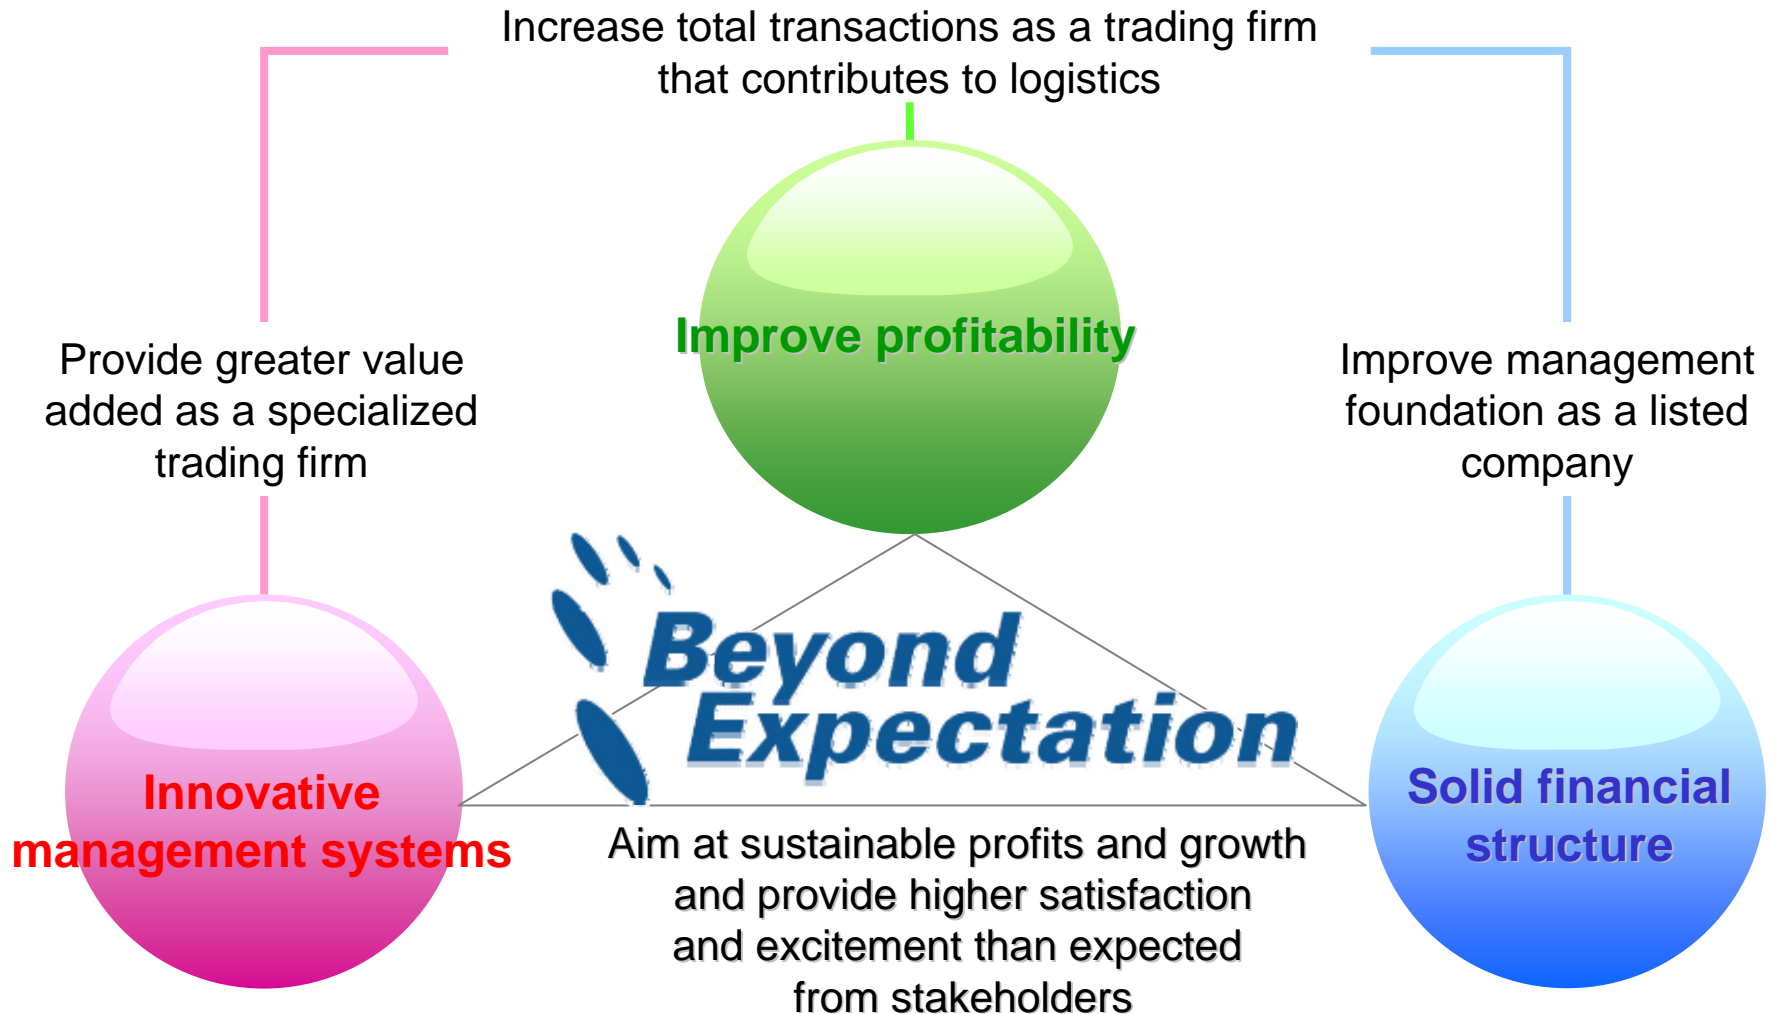 Increase total transactions as a trading firm
that contributes to logistics
Improve profitability
Provide greater value
added as a specialized
trading firm
Improve management
foundation as a listed
company
Beyond
Expectation
Innovative
management systems
Solid financial
structure
Aim at sustainable profits and growth
and provide higher satisfaction
and excitement than expected
from stakeholders